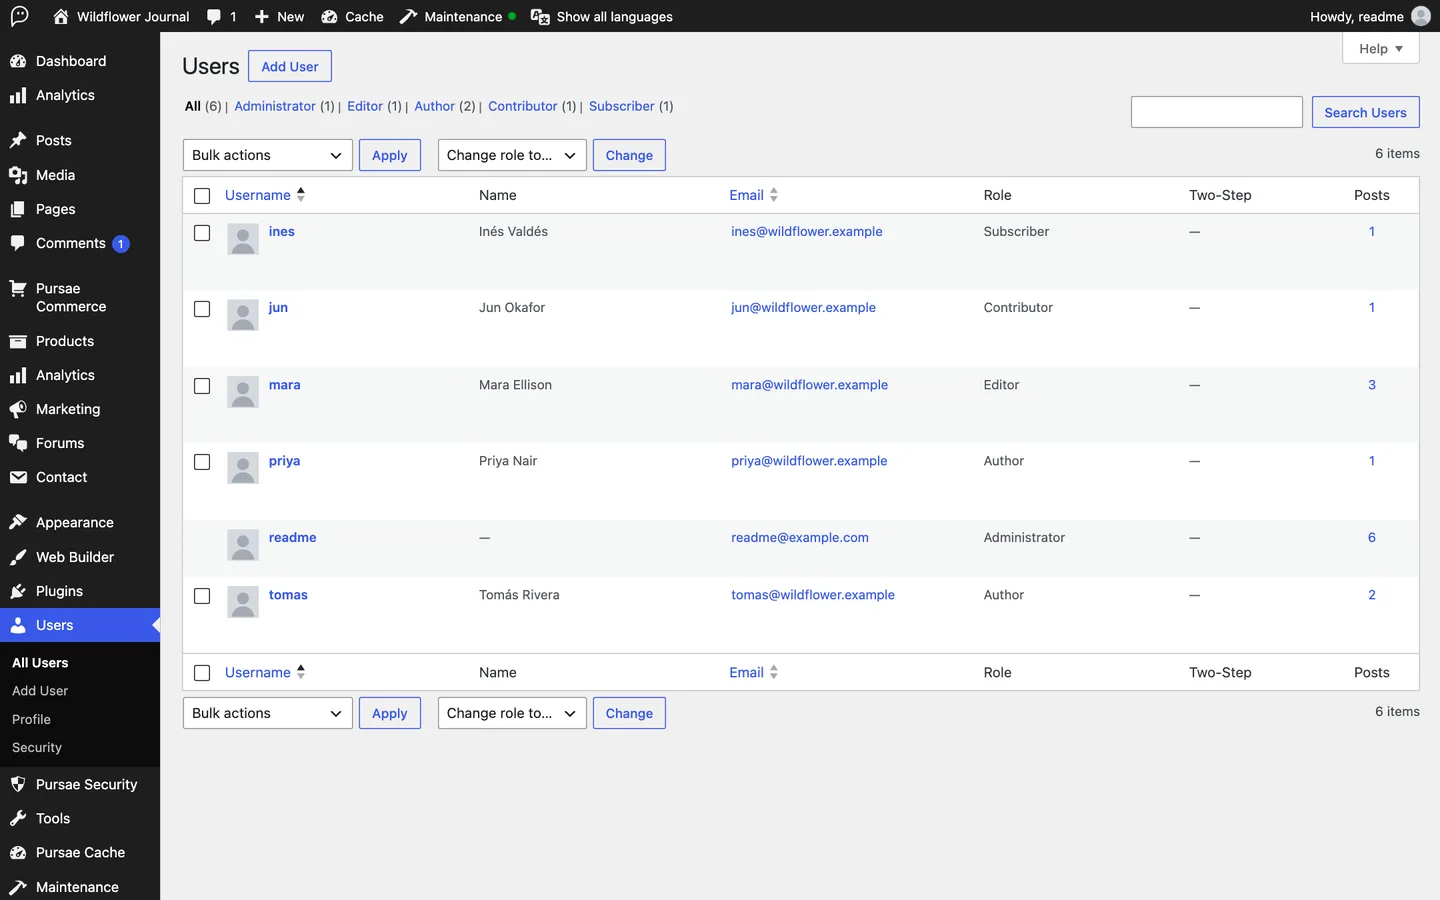 Wildflower Journal 1 New Cache Maintenance Show all languages Howdy, readme
Help
Dashboard
Analytics
Posts
Media
Pages
Comments 1
Pursae
Commerce
Products
Analytics
Marketing
Forums
Contact
Appearance
Web Builder
Plugins
Users
All Users
Add User
Profile
Security
Pursae Security
Tools
Pursae Cache
Maintenance
Users Add User
All (6) | Administrator (1) | Editor (1) | Author (2) | Contributor (1) | Subscriber (1)
Search Users
Bulk actions Apply Change role to... Change 6 items
Username Name Email Role Two-Step Posts
ines Inés Valdés ines@wildflower.example Subscriber — 1
jun Jun Okafor jun@wildflower.example Contributor — 1
mara Mara Ellison mara@wildflower.example Editor — 3
priya Priya Nair priya@wildflower.example Author — 1
readme — readme@example.com Administrator — 6
tomas Tomás Rivera tomas@wildflower.example Author — 2
Username Name Email Role Two-Step Posts
Bulk actions Apply Change role to... Change 6 items